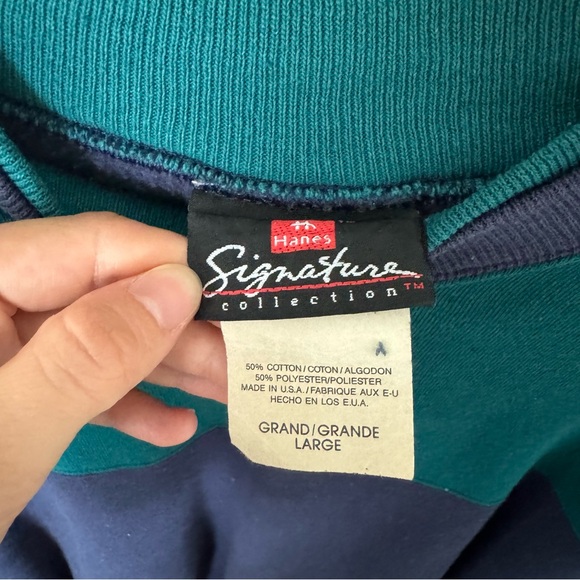 Hanes
Signature
collection™
50% COTTON/COTON/ALGODON
50% POLYESTER/POLIESTER
MADE IN U.S.A./FABRIQUE AUX E-U
HECHO EN LOS E.U.A.
GRAND/GRANDE
LARGE